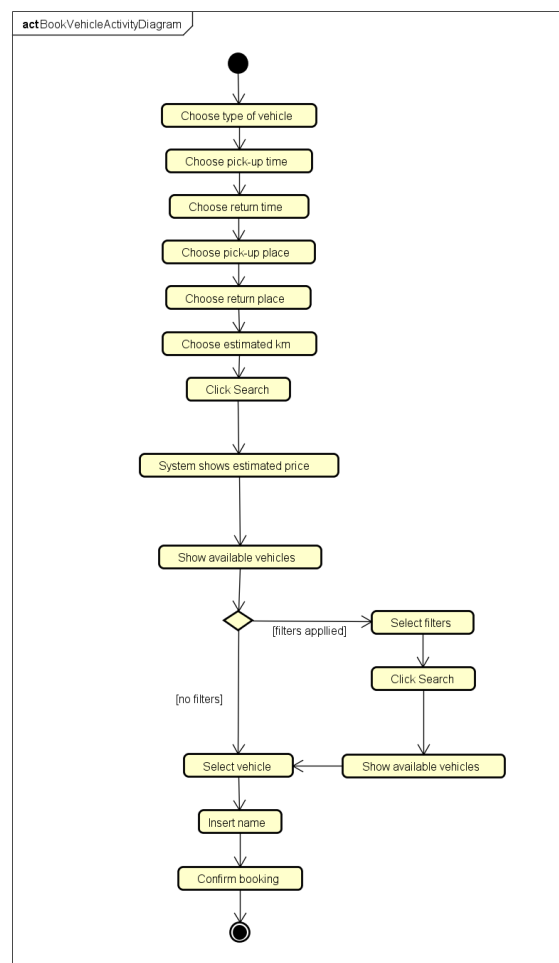 act BookVehicleActivityDiagram
Choose type of vehicle
Choose pick-up time
Choose return time
Choose pick-up place
Choose return place
Choose estimated km
Click Search
System shows estimated price
Show available vehicles
Select filters
[filters applied]
Click Search
[no filters]
Select vehicle
Show available vehicles
Insert name
Confirm booking